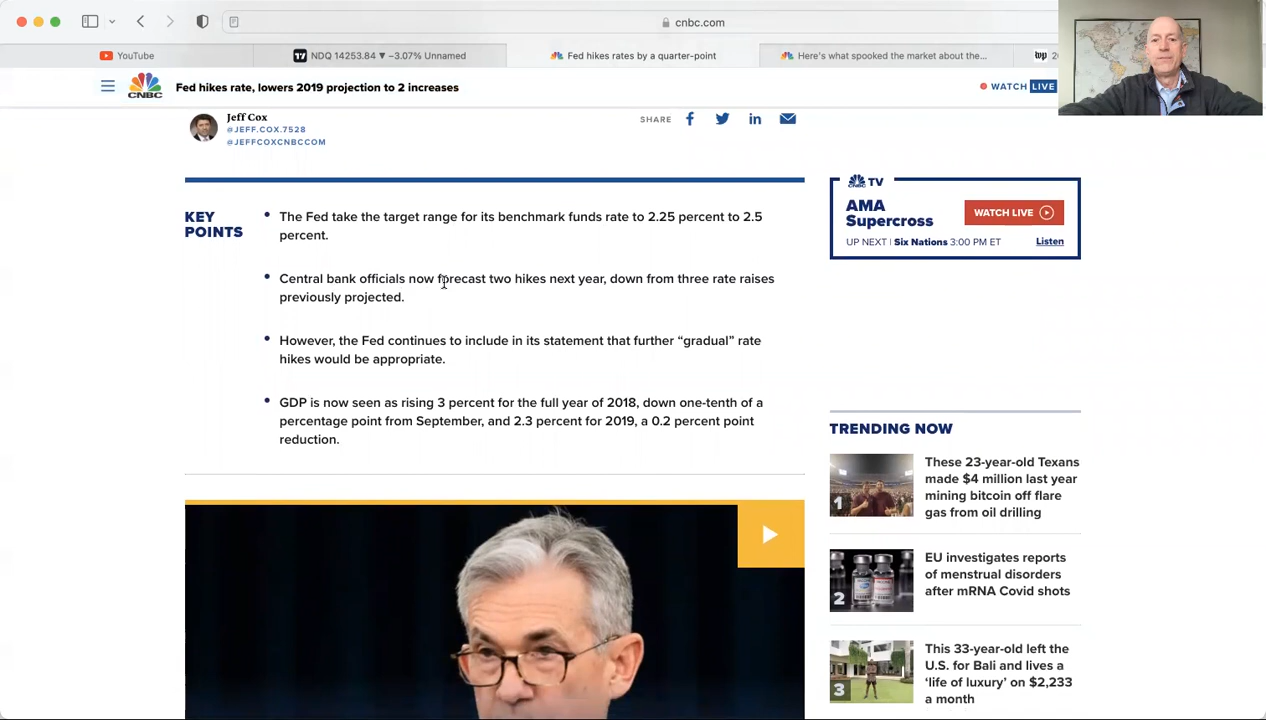 cnbc.com
YouTube
NDQ 14253.84 ▼ −3.07% Unnamed
Fed hikes rates by a quarter-point
Here's what spooked the market about the...
CNBC
Fed hikes rate, lowers 2019 projection to 2 increases
WATCH LIVE
Jeff Cox
@JEFF.COX.7528
@JEFFCOXCNBCCOM
SHARE
KEY
POINTS
• The Fed take the target range for its benchmark funds rate to 2.25 percent to 2.5
percent.
• Central bank officials now forecast two hikes next year, down from three rate raises
previously projected.
• However, the Fed continues to include in its statement that further “gradual” rate
hikes would be appropriate.
• GDP is now seen as rising 3 percent for the full year of 2018, down one-tenth of a
percentage point from September, and 2.3 percent for 2019, a 0.2 percent point
reduction.
CNBC TV
AMA
Supercross
WATCH LIVE
UP NEXT | Six Nations 3:00 PM ET
Listen
TRENDING NOW
1
These 23-year-old Texans
made $4 million last year
mining bitcoin off flare
gas from oil drilling
2
EU investigates reports
of menstrual disorders
after mRNA Covid shots
3
This 33-year-old left the
U.S. for Bali and lives a
‘life of luxury’ on $2,233
a month